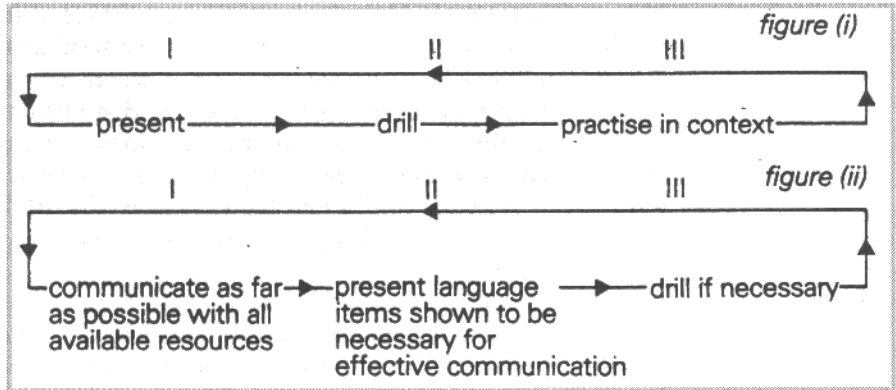 figure (i)
I II III
present drill practise in context
figure (ii)
I II III
communicate as far present language drill if necessary
as possible with all items shown to be
available resources necessary for
effective communication